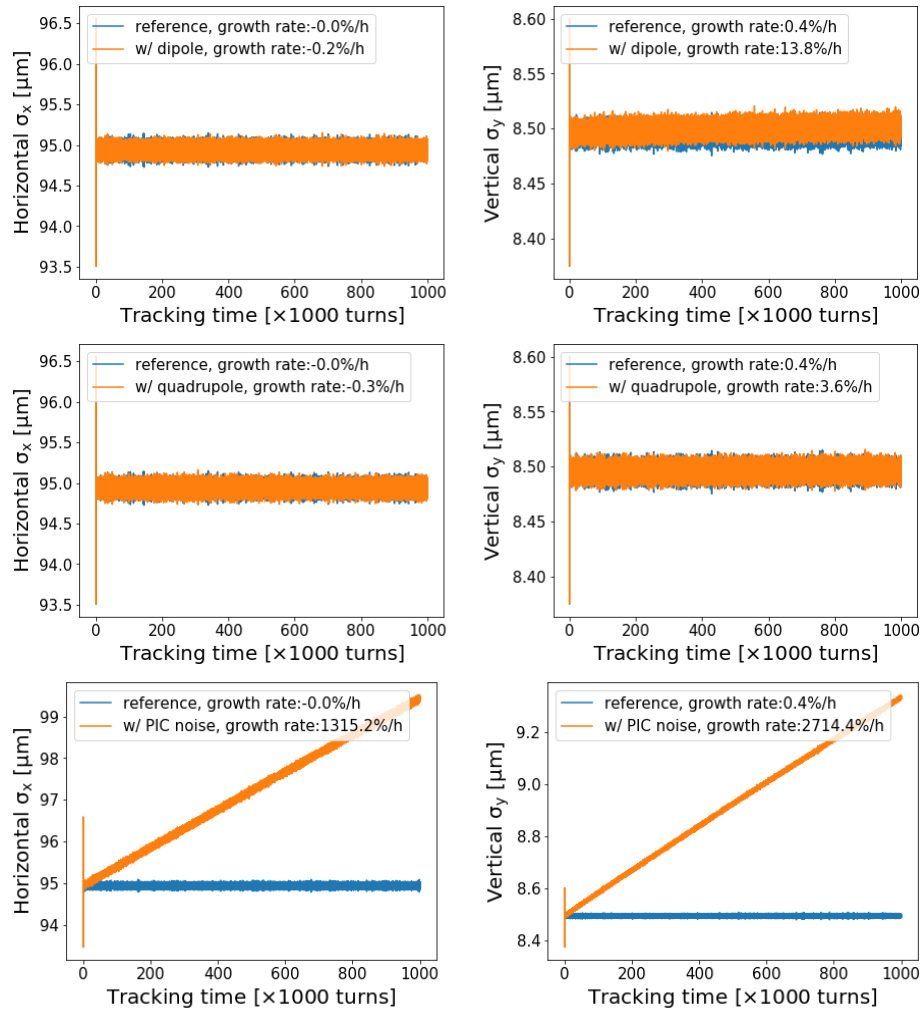 reference, growth rate:-0.0%/h
w/ dipole, growth rate:-0.2%/h
Horizontal σx [μm]
96.5
96.0
95.5
95.0
94.5
94.0
93.5
0 200 400 600 800 1000
Tracking time [×1000 turns]
reference, growth rate:0.4%/h
w/ dipole, growth rate:13.8%/h
Vertical σy [μm]
8.60
8.55
8.50
8.45
8.40
0 200 400 600 800 1000
Tracking time [×1000 turns]
reference, growth rate:-0.0%/h
w/ quadrupole, growth rate:-0.3%/h
Horizontal σx [μm]
96.5
96.0
95.5
95.0
94.5
94.0
93.5
0 200 400 600 800 1000
Tracking time [×1000 turns]
reference, growth rate:0.4%/h
w/ quadrupole, growth rate:3.6%/h
Vertical σy [μm]
8.60
8.55
8.50
8.45
8.40
0 200 400 600 800 1000
Tracking time [×1000 turns]
reference, growth rate:-0.0%/h
w/ PIC noise, growth rate:1315.2%/h
Horizontal σx [μm]
99
98
97
96
95
94
0 200 400 600 800 1000
Tracking time [×1000 turns]
reference, growth rate:0.4%/h
w/ PIC noise, growth rate:2714.4%/h
Vertical σy [μm]
9.2
9.0
8.8
8.6
8.4
0 200 400 600 800 1000
Tracking time [×1000 turns]